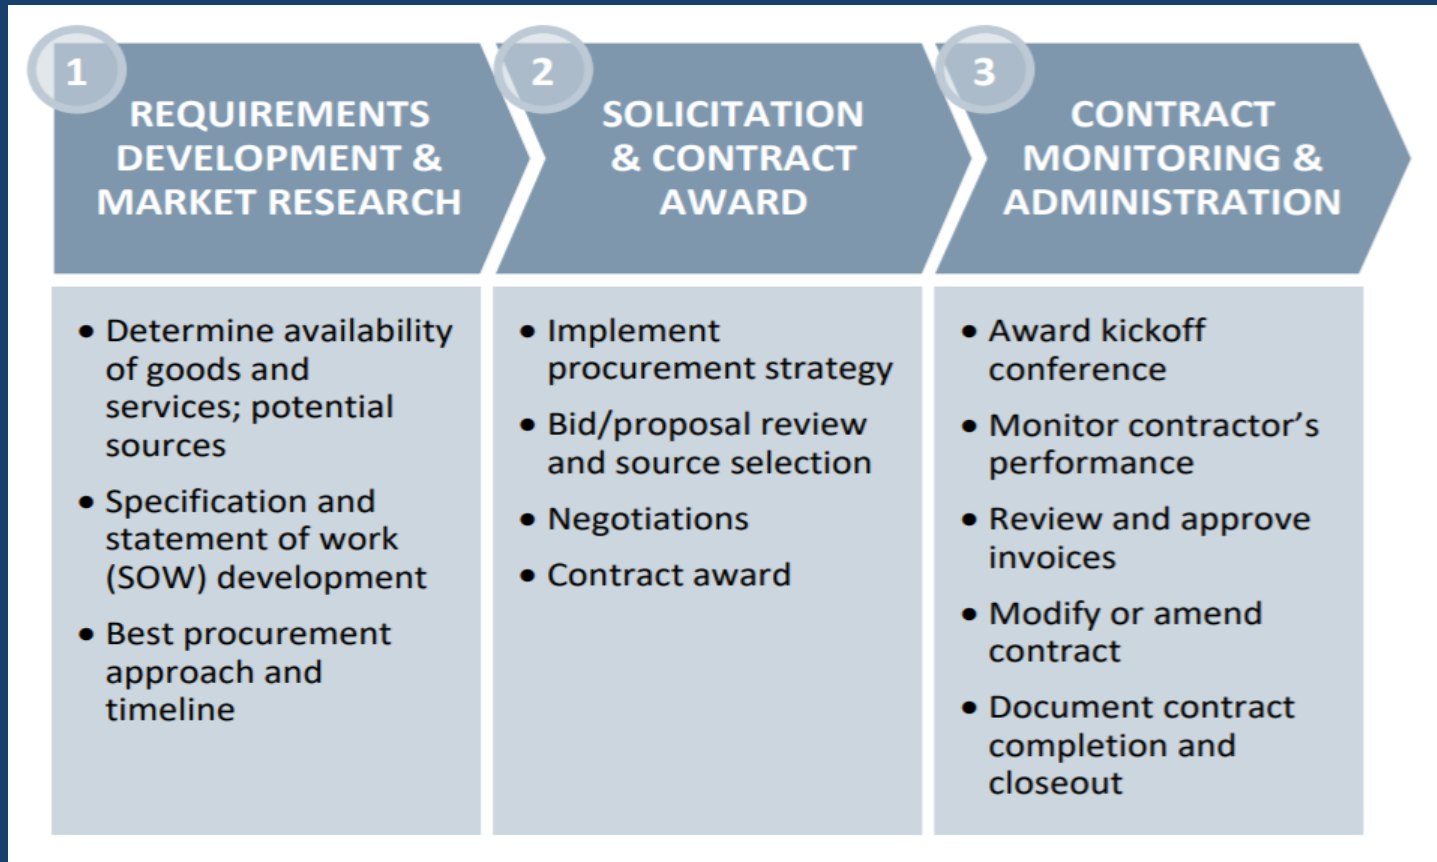 1
REQUIREMENTS
DEVELOPMENT &
MARKET RESEARCH
• Determine availability
of goods and
services; potential
sources
• Specification and
statement of work
(SOW) development
• Best procurement
approach and
timeline
2
SOLICITATION
& CONTRACT
AWARD
• Implement
procurement strategy
• Bid/proposal review
and source selection
• Negotiations
• Contract award
3
CONTRACT
MONITORING &
ADMINISTRATION
• Award kickoff
conference
• Monitor contractor’s
performance
• Review and approve
invoices
• Modify or amend
contract
• Document contract
completion and
closeout